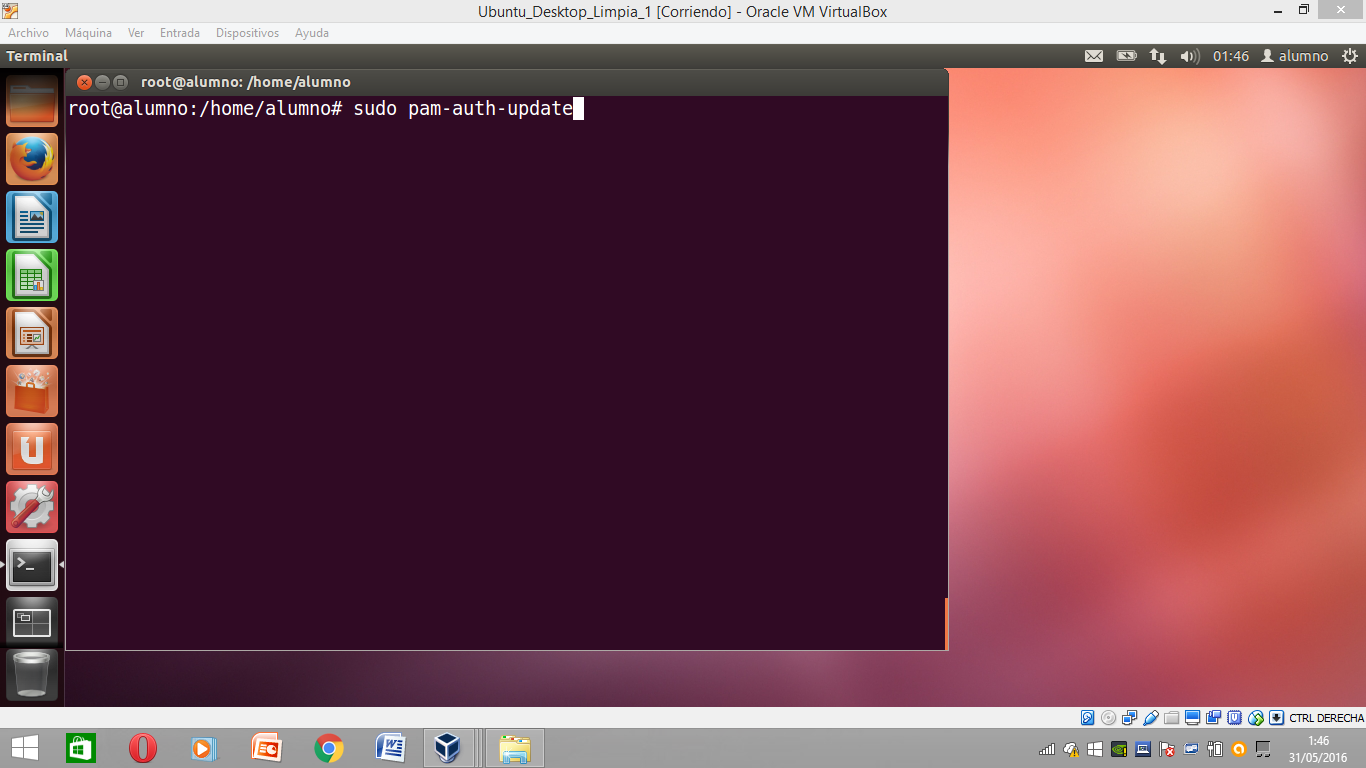 Ubuntu_Desktop_Limpia_1 [Corriendo] - Oracle VM VirtualBox
Archivo Máquina Ver Entrada Dispositivos Ayuda
Terminal 01:46 alumno
root@alumno: /home/alumno
root@alumno:/home/alumno# sudo pam-auth-update
CTRL DERECHA
1:46
31/05/2016